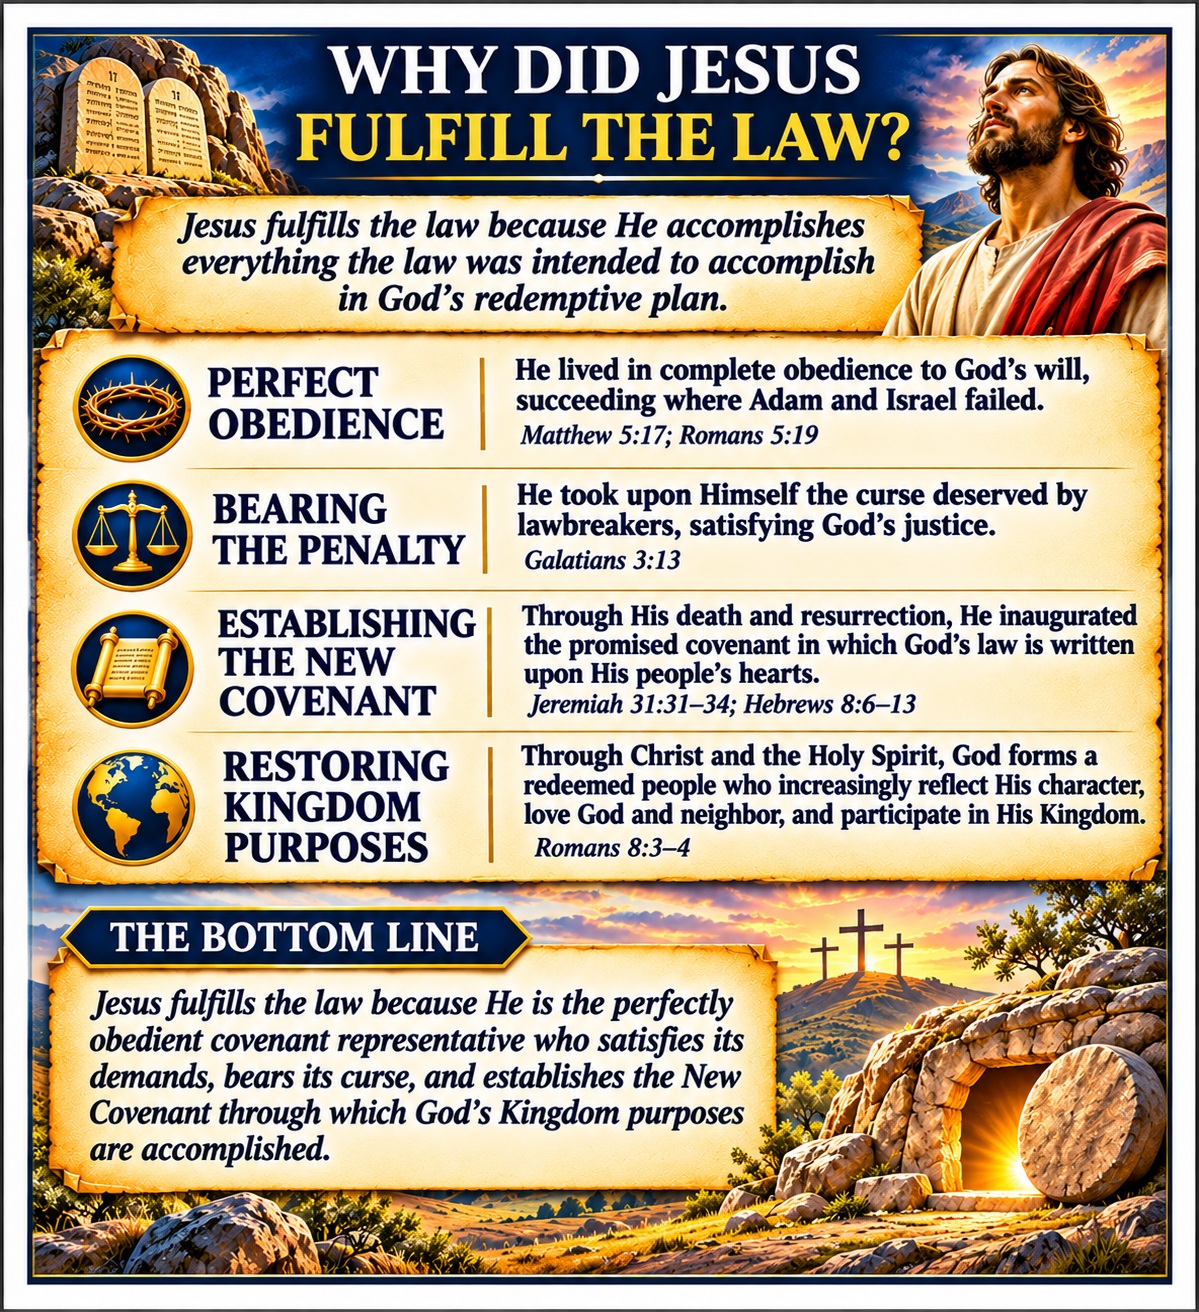 WHY DID JESUS
FULFILL THE LAW?
Jesus fulfills the law because He accomplishes
everything the law was intended to accomplish
in God's redemptive plan.
PERFECT
OBEDIENCE
He lived in complete obedience to God's will,
succeeding where Adam and Israel failed.
Matthew 5:17; Romans 5:19
BEARING
THE PENALTY
He took upon Himself the curse deserved by
lawbreakers, satisfying God's justice.
Galatians 3:13
ESTABLISHING
THE NEW
COVENANT
Through His death and resurrection, He inaugurated
the promised covenant in which God's law is written
upon His people's hearts.
Jeremiah 31:31–34; Hebrews 8:6–13
RESTORING
KINGDOM
PURPOSES
Through Christ and the Holy Spirit, God forms a
redeemed people who increasingly reflect His character,
love God and neighbor, and participate in His Kingdom.
Romans 8:3–4
THE BOTTOM LINE
Jesus fulfills the law because He is the perfectly
obedient covenant representative who satisfies its
demands, bears its curse, and establishes the New
Covenant through which God's Kingdom purposes
are accomplished.